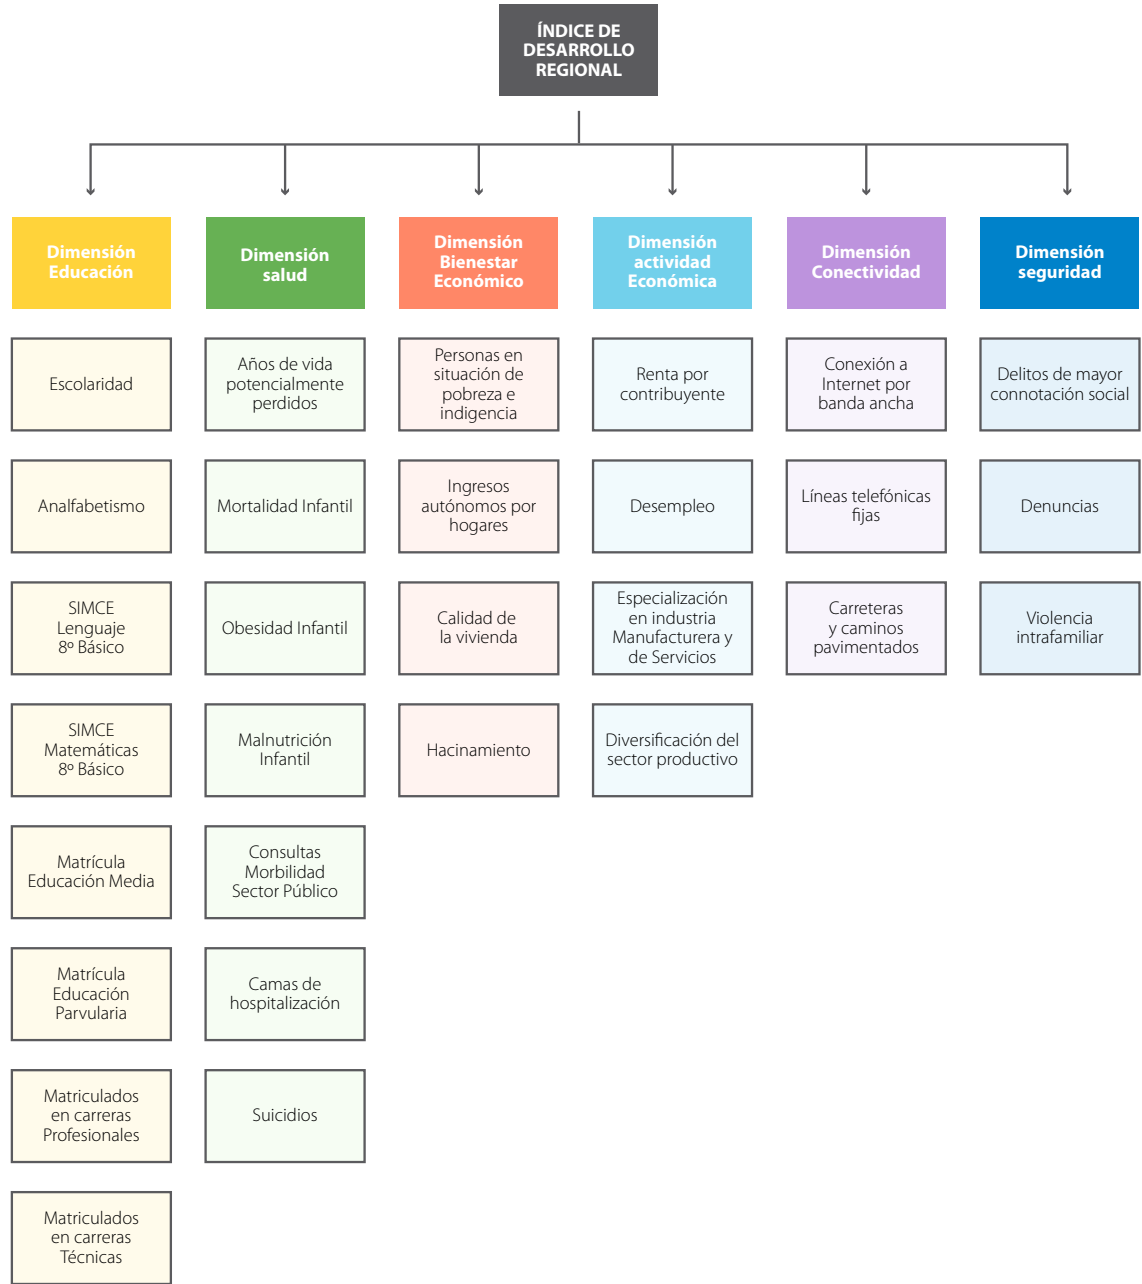 ÍNDICE DE
DESARROLLO
REGIONAL
Dimensión
Educación
Dimensión
salud
Dimensión
Bienestar
Económico
Dimensión
actividad
Económica
Dimensión
Conectividad
Dimensión
seguridad
Escolaridad
Años de vida
potencialmente
perdidos
Personas en
situación de
pobreza e
indigencia
Renta por
contribuyente
Conexión a
Internet por
banda ancha
Delitos de mayor
connotación social
Analfabetismo
Mortalidad Infantil
Ingresos
autónomos por
hogares
Desempleo
Líneas telefónicas
fijas
Denuncias
SIMCE
Lenguaje
8º Básico
Obesidad Infantil
Calidad de
la vivienda
Especialización
en industria
Manufacturera y
de Servicios
Carreteras
y caminos
pavimentados
Violencia
intrafamiliar
SIMCE
Matemáticas
8º Básico
Malnutrición
Infantil
Hacinamiento
Diversificación del
sector productivo
Matrícula
Educación Media
Consultas
Morbilidad
Sector Público
Matrícula
Educación
Parvularia
Camas de
hospitalización
Matriculados
en carreras
Profesionales
Suicidios
Matriculados
en carreras
Técnicas